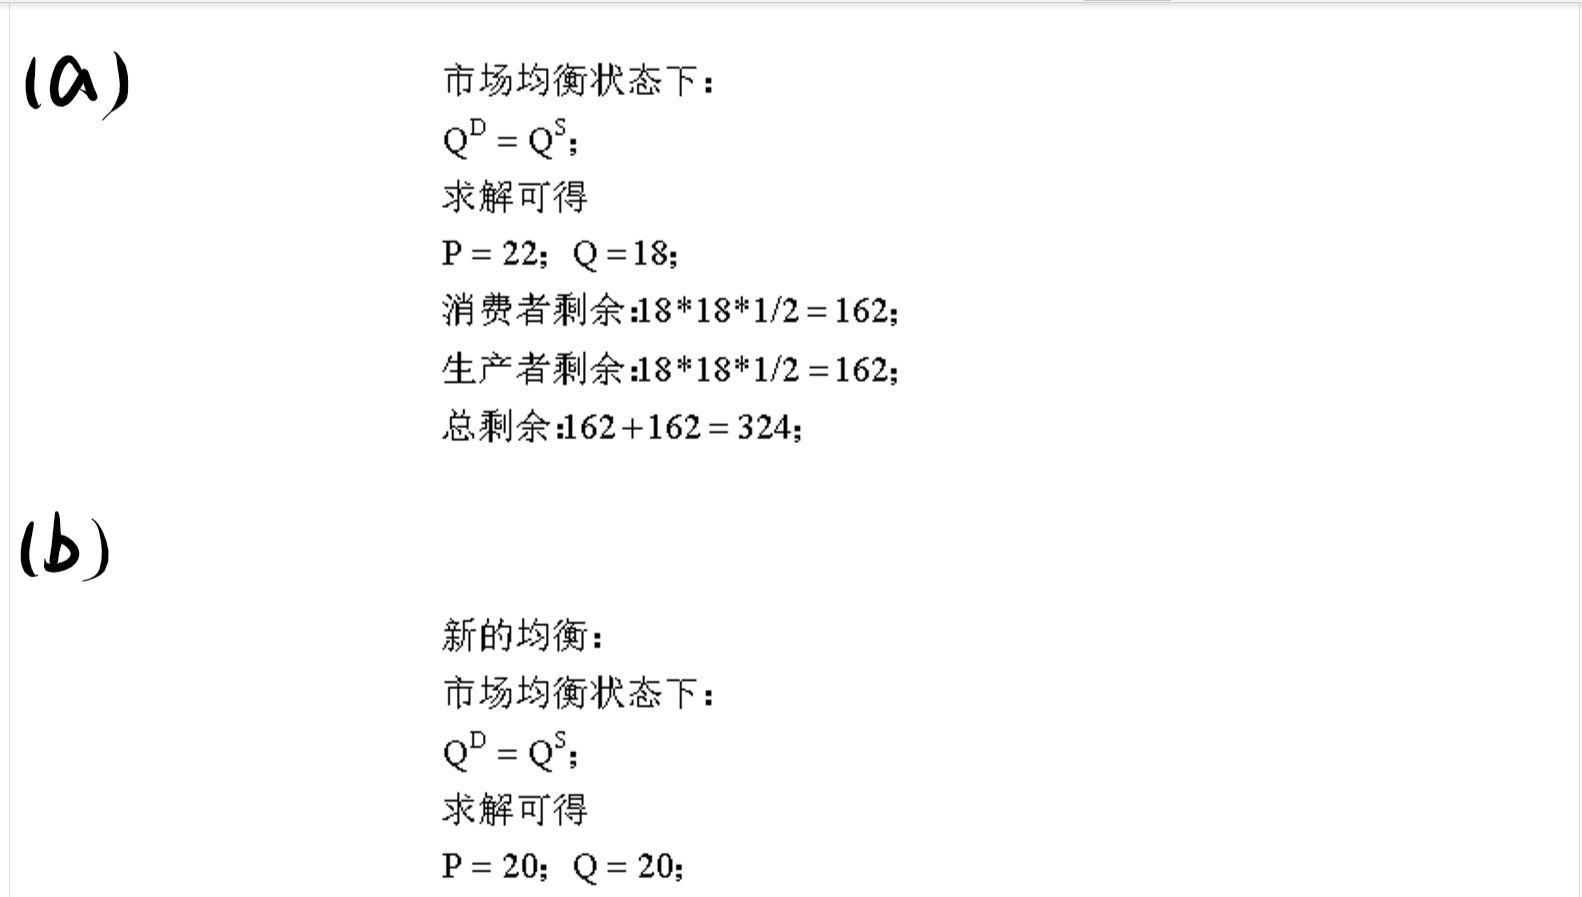 (a)
市场均衡状态下：
Q^D = Q^S;
求解可得
P = 22; Q = 18;
消费者剩余:18*18*1/2 = 162;
生产者剩余:18*18*1/2 = 162;
总剩余:162+162 = 324;
(b)
新的均衡：
市场均衡状态下：
Q^D = Q^S;
求解可得
P = 20; Q = 20;